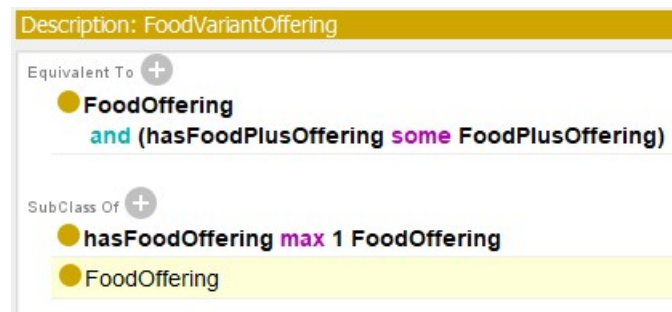 Description: FoodVariantOffering
Equivalent To
FoodOffering
and (hasFoodPlusOffering some FoodPlusOffering)
SubClass Of
hasFoodOffering max 1 FoodOffering
FoodOffering